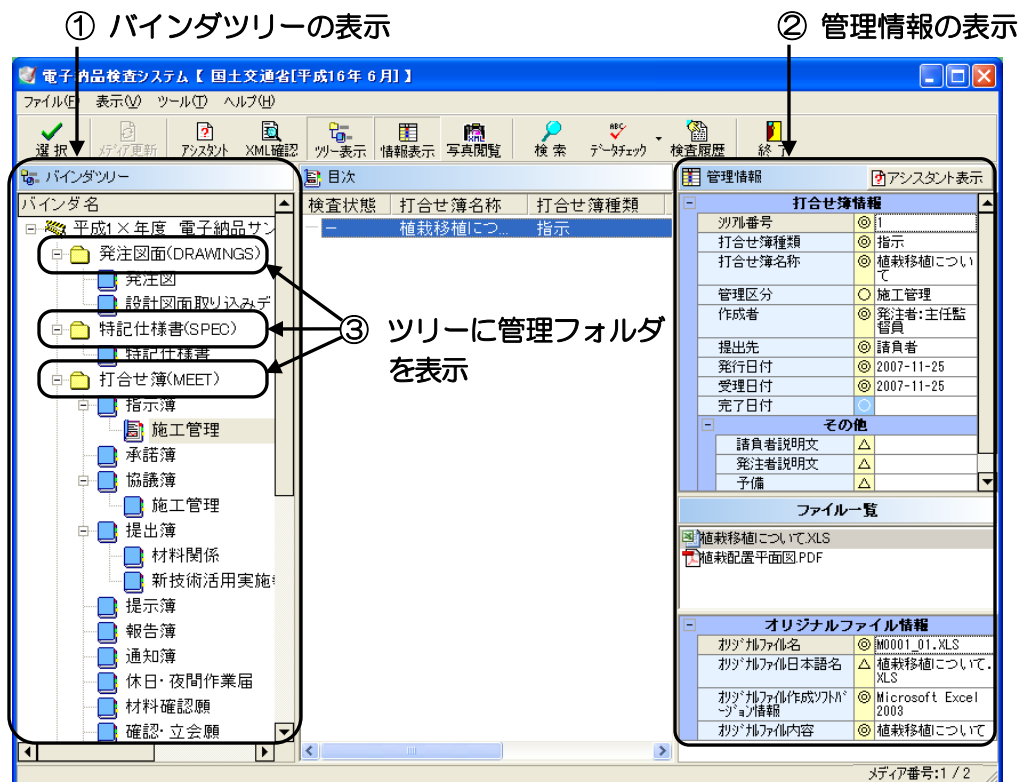 ① バインダツリーの表示
② 管理情報の表示
電子納品検査システム【 国土交通省[平成16年 6月] 】
ファイル(F) 表示(V) ツール(T) ヘルプ(H)
選 択 メディア更新 アシスタント XML確認 ツリー表示 情報表示 写真閲覧 検 索 データチェック 検査履歴 終 了
バインダツリー
バインダ名
平成1×年度 電子納品サン
発注図面(DRAWINGS)
発注図
設計図面取り込みデ
特記仕様書(SPEC)
特記仕様書
打合せ簿(MEET)
指示簿
施工管理
承諾簿
協議簿
施工管理
提出簿
材料関係
新技術活用実施
提示簿
報告簿
通知簿
休日・夜間作業届
材料確認願
確認・立会願
目次
検査状態 打合せ簿名称 打合せ簿種類
− 植栽移植につ... 指示
③ ツリーに管理フォルダ
を表示
管理情報 アシスタント表示
打合せ簿情報
シリアル番号 ◎ 1
打合せ簿種類 ◎ 指示
打合せ簿名称 ◎ 植栽移植につい
て
管理区分 ○ 施工管理
作成者 ◎ 発注者:主任監
督員
提出先 ◎ 請負者
発行日付 ◎ 2007-11-25
受理日付 ◎ 2007-11-25
完了日付 ○
その他
請負者説明文 △
発注者説明文 △
予備 △
ファイル一覧
植栽移植について.XLS
植栽配置平面図.PDF
オリジナルファイル情報
オリジナルファイル名 ◎ M0001_01.XLS
オリジナルファイル日本語名 △ 植栽移植について.
XLS
オリジナルファイル作成ソフトバ ◎ Microsoft Excel
ージョン情報 2003
オリジナルファイル内容 ◎ 植栽移植について
メディア番号:1 / 2